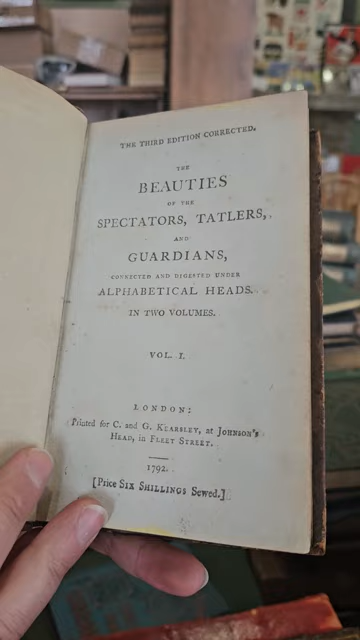 THE THIRD EDITION CORRECTED.
THE
BEAUTIES
OF THE
SPECTATORS, TATLERS,
AND
GUARDIANS,
CONNECTED AND DIGESTED UNDER
ALPHABETICAL HEADS.
IN TWO VOLUMES.
VOL. I.
LONDON:
Printed for C. and G. KEARSLEY, at JOHNSON's
HEAD, in FLEET STREET.
1792.
[Price SIX SHILLINGS Sewed.]